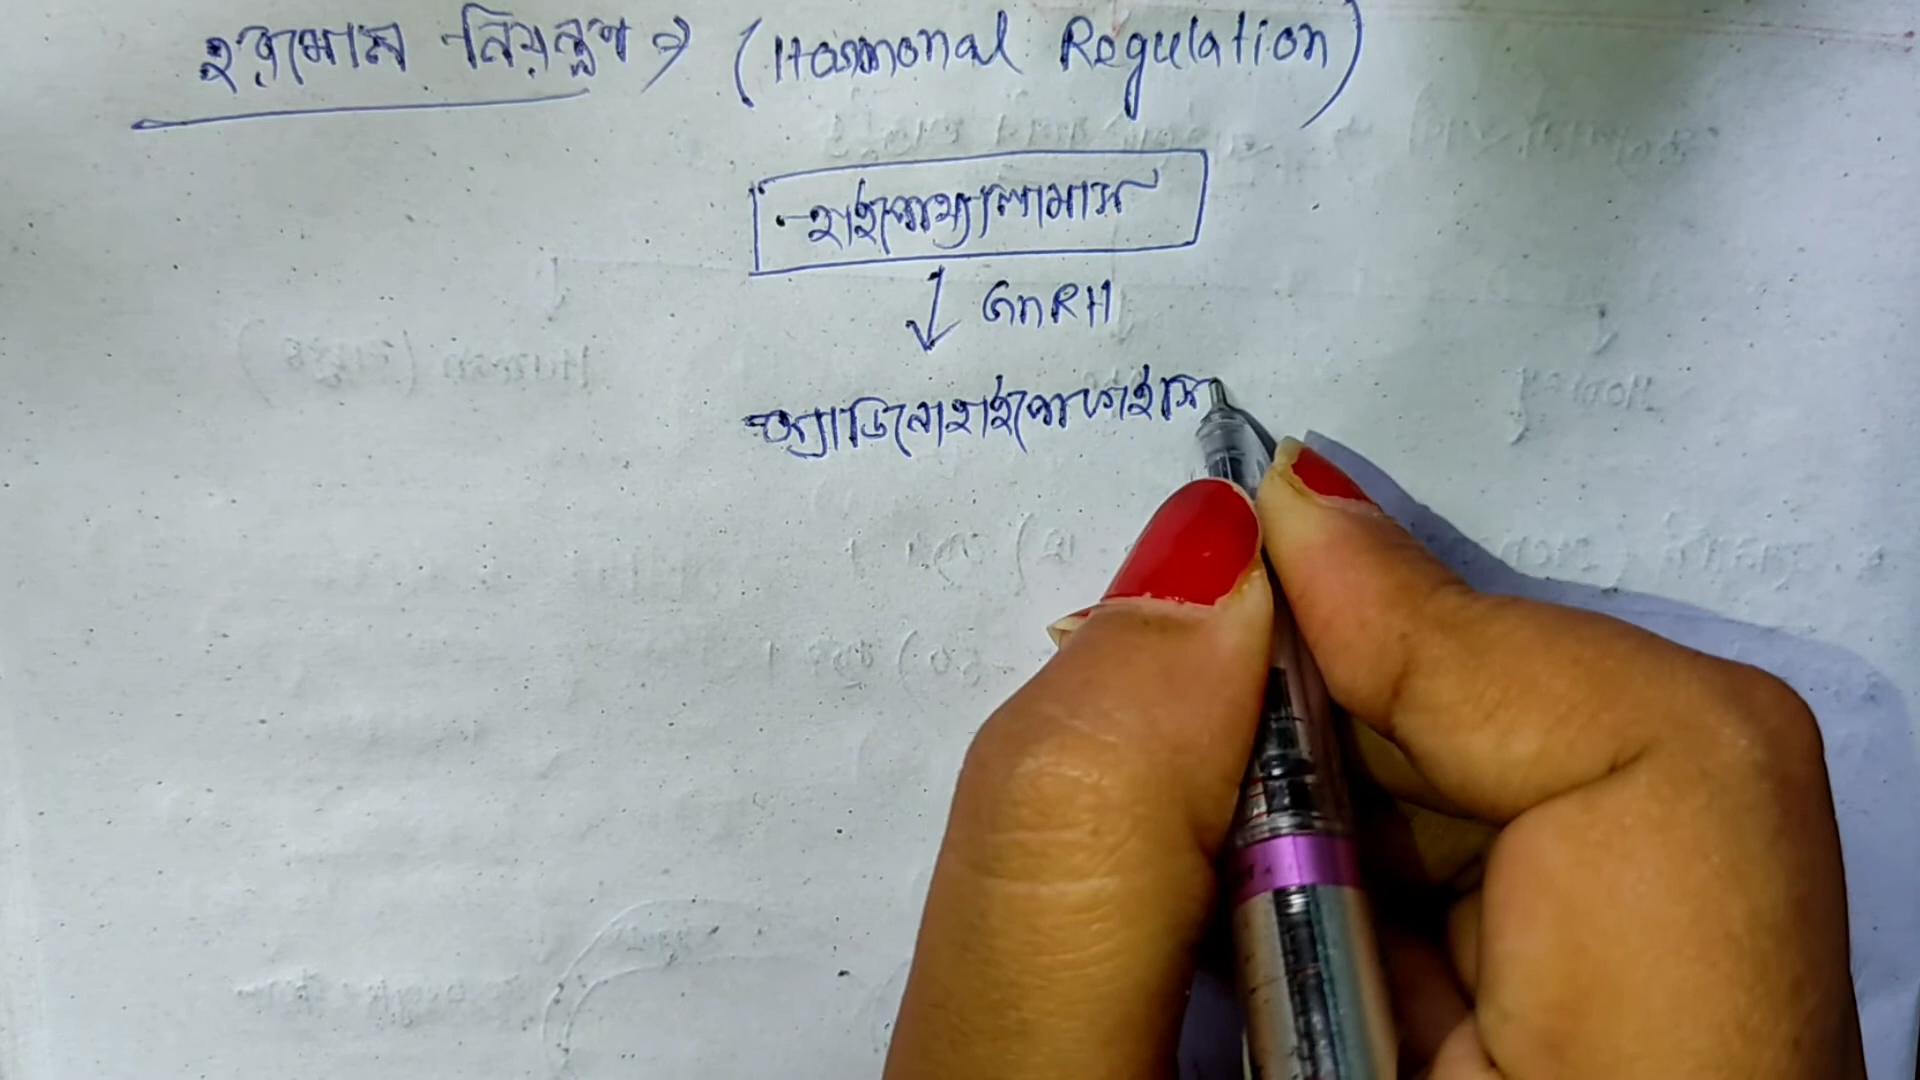 হরমোন নিয়ন্ত্রণ → (Hormonal Regulation)
হাইপোথ্যালামাস
↓ GnRH
অ্যাডিনোহাইপোফাইসি